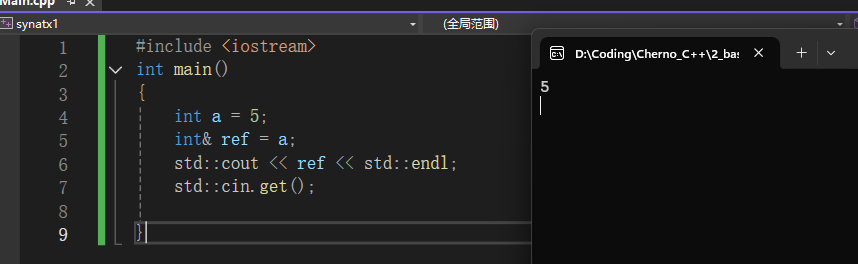 Main.cpp
synatx1
(全局范围)
1 #include <iostream>
2 int main()
3 {
4 int a = 5;
5 int& ref = a;
6 std::cout << ref << std::endl;
7 std::cin.get();
8
9 }
D:\Coding\Cherno_C++\2_bas
5